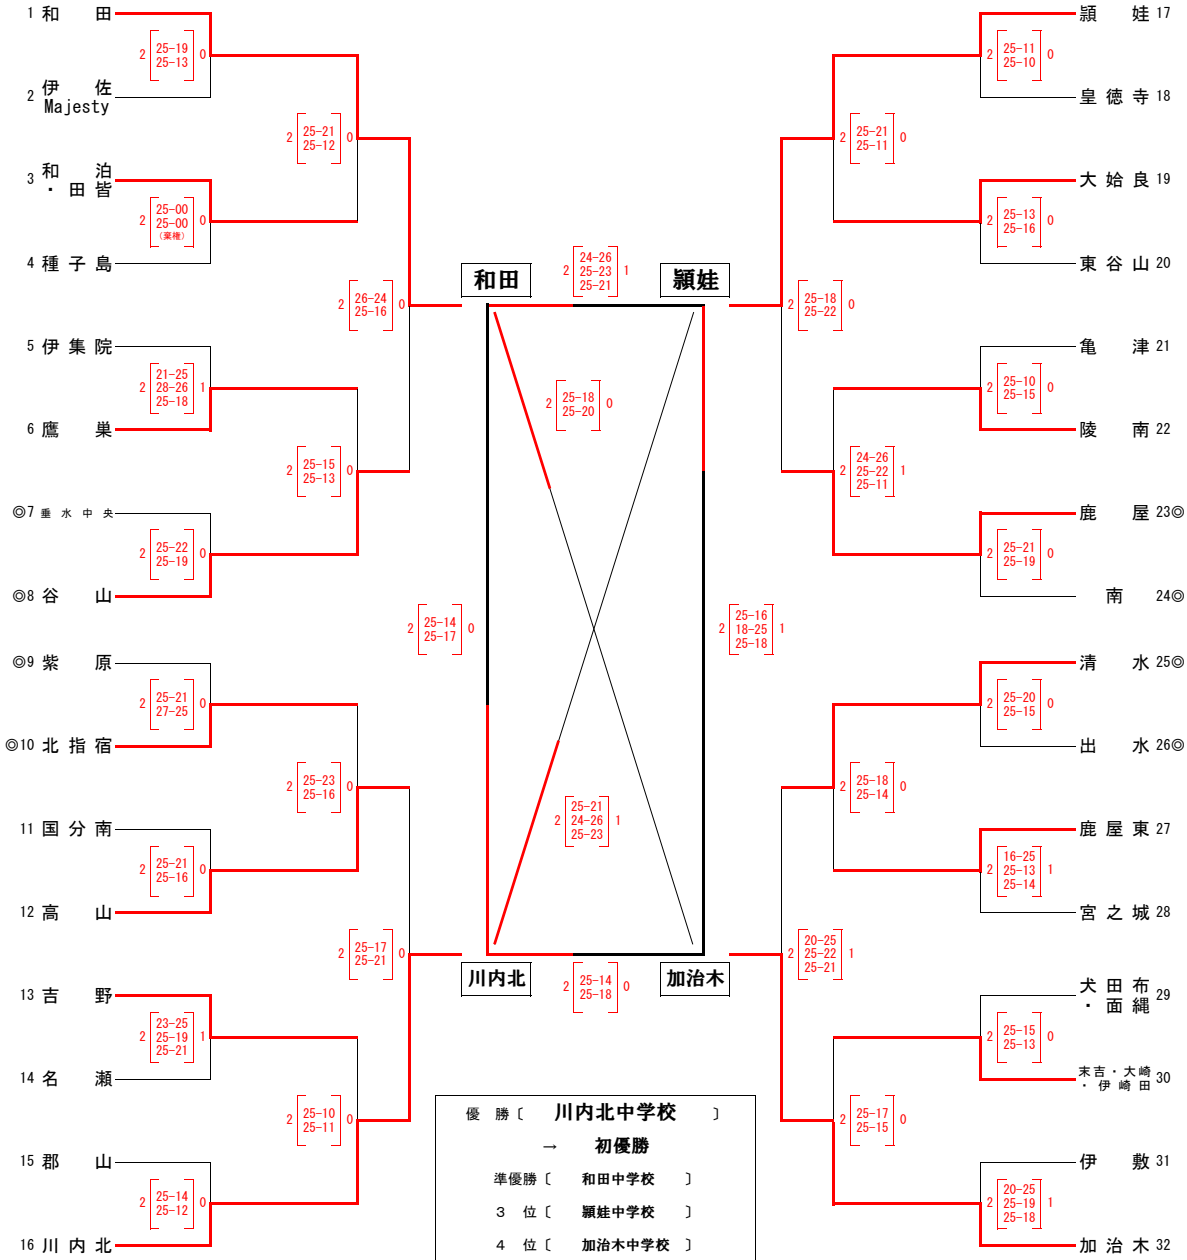 1 和田
2 [25-19 25-13] 0
2 伊佐
Majesty
2 [25-21 25-12] 0
3 和泊
・田皆
2 [25-00 25-00 (棄権)] 0
4 種子島
2 [26-24 25-16] 0
5 伊集院
2 [21-25 28-26 25-18] 1
6 鷹巣
2 [25-15 25-13] 0
◎7 垂水中央
2 [25-22 25-19] 0
◎8 谷山
◎9 紫原
2 [25-21 27-25] 0
◎10 北指宿
2 [25-23 25-16] 0
11 国分南
2 [25-21 25-16] 0
12 高山
2 [25-17 25-21] 0
13 吉野
2 [23-25 25-19 25-21] 1
14 名瀬
2 [25-10 25-11] 0
15 郡山
2 [25-14 25-12] 0
16 川内北
和田
2 [24-26 25-23 25-21] 1
頴娃
2 [25-18 25-20] 0
2 [25-14 25-17] 0
2 [25-16 18-25 25-18] 1
2 [25-21 24-26 25-23] 1
川内北
2 [25-14 25-18] 0
加治木
頴娃 17
2 [25-11 25-10] 0
皇徳寺 18
2 [25-21 25-11] 0
大姶良 19
2 [25-13 25-16] 0
東谷山 20
2 [25-18 25-22] 0
亀津 21
2 [25-10 25-15] 0
陵南 22
2 [24-26 25-22 25-11] 1
鹿屋 23◎
2 [25-21 25-19] 0
南 24◎
清水 25◎
2 [25-20 25-15] 0
出水 26◎
2 [25-18 25-14] 0
鹿屋東 27
2 [16-25 25-13 25-14] 1
宮之城 28
2 [20-25 25-22 25-21] 1
犬田布
・面縄 29
2 [25-15 25-13] 0
末吉・大崎
・伊崎田 30
2 [25-17 25-15] 0
伊敷 31
2 [20-25 25-19 25-18] 1
加治木 32
優勝〔 川内北中学校 〕
→ 初優勝
準優勝〔 和田中学校 〕
3位〔 頴娃中学校 〕
4位〔 加治木中学校 〕